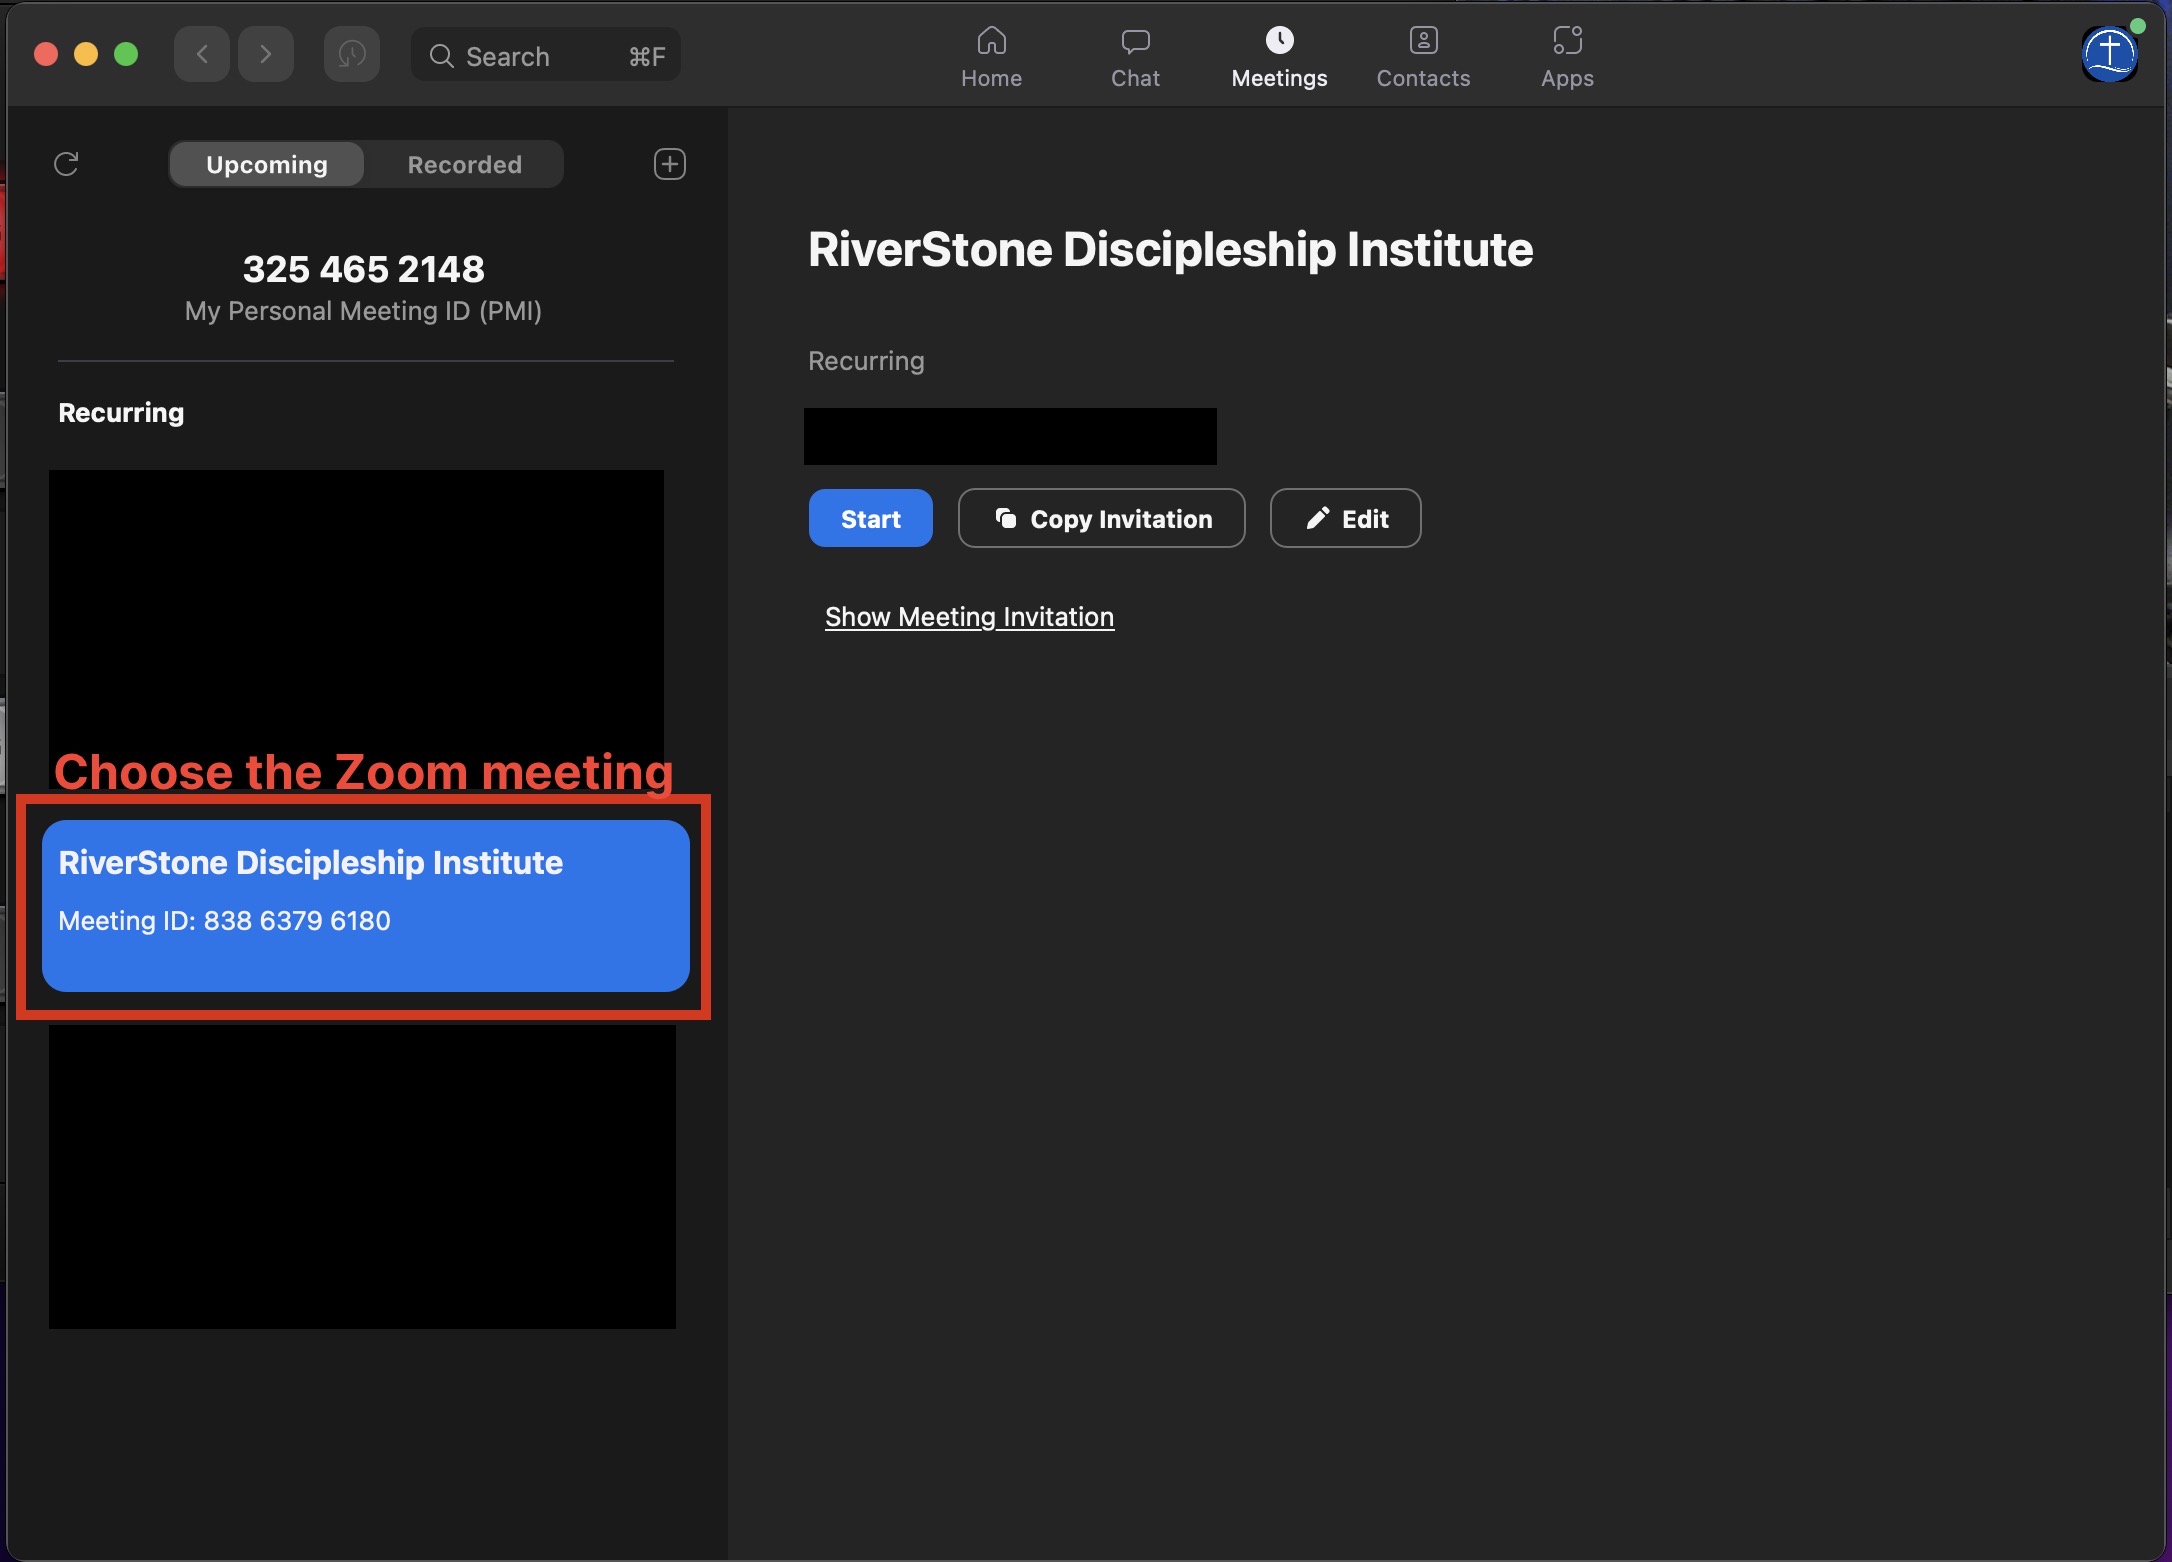 Search ⌘F
Home
Chat
Meetings
Contacts
Apps
Upcoming
Recorded
325 465 2148
My Personal Meeting ID (PMI)
Recurring
Choose the Zoom meeting
RiverStone Discipleship Institute
Meeting ID: 838 6379 6180
RiverStone Discipleship Institute
Recurring
Start
Copy Invitation
Edit
Show Meeting Invitation